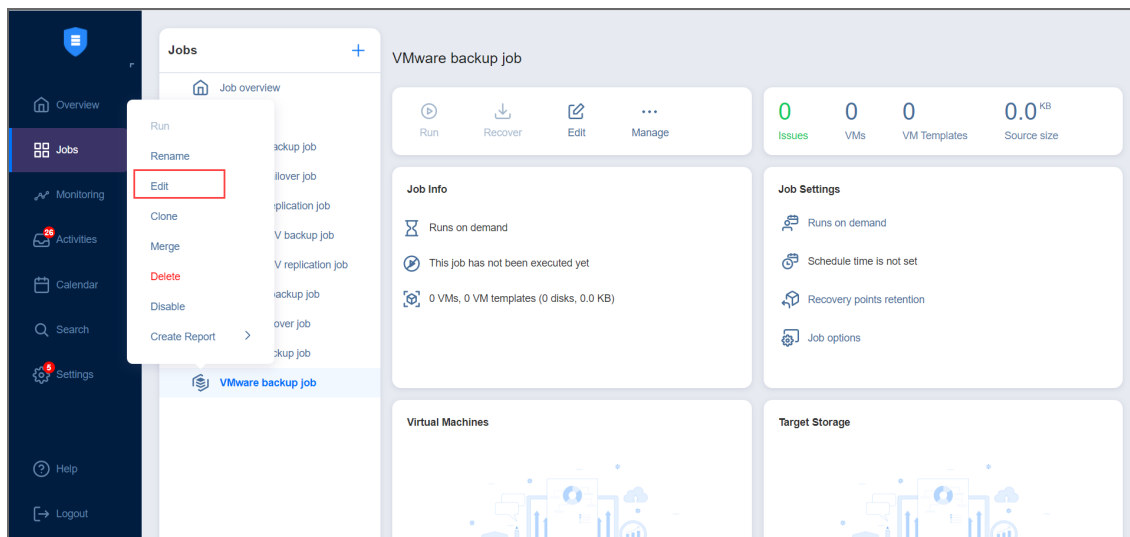 Overview
Jobs
Monitoring
26
Activities
Calendar
Search
5
Settings
Help
Logout
Jobs +
Job overview
ackup job
ilover job
plication job
V backup job
V replication job
ackup job
over job
ckup job
VMware backup job
Run
Rename
Edit
Clone
Merge
Delete
Disable
Create Report
VMware backup job
Run
Recover
Edit
Manage
0 0 0 0.0 KB
Issues VMs VM Templates Source size
Job Info
Runs on demand
This job has not been executed yet
0 VMs, 0 VM templates (0 disks, 0.0 KB)
Job Settings
Runs on demand
Schedule time is not set
Recovery points retention
Job options
Virtual Machines
Target Storage